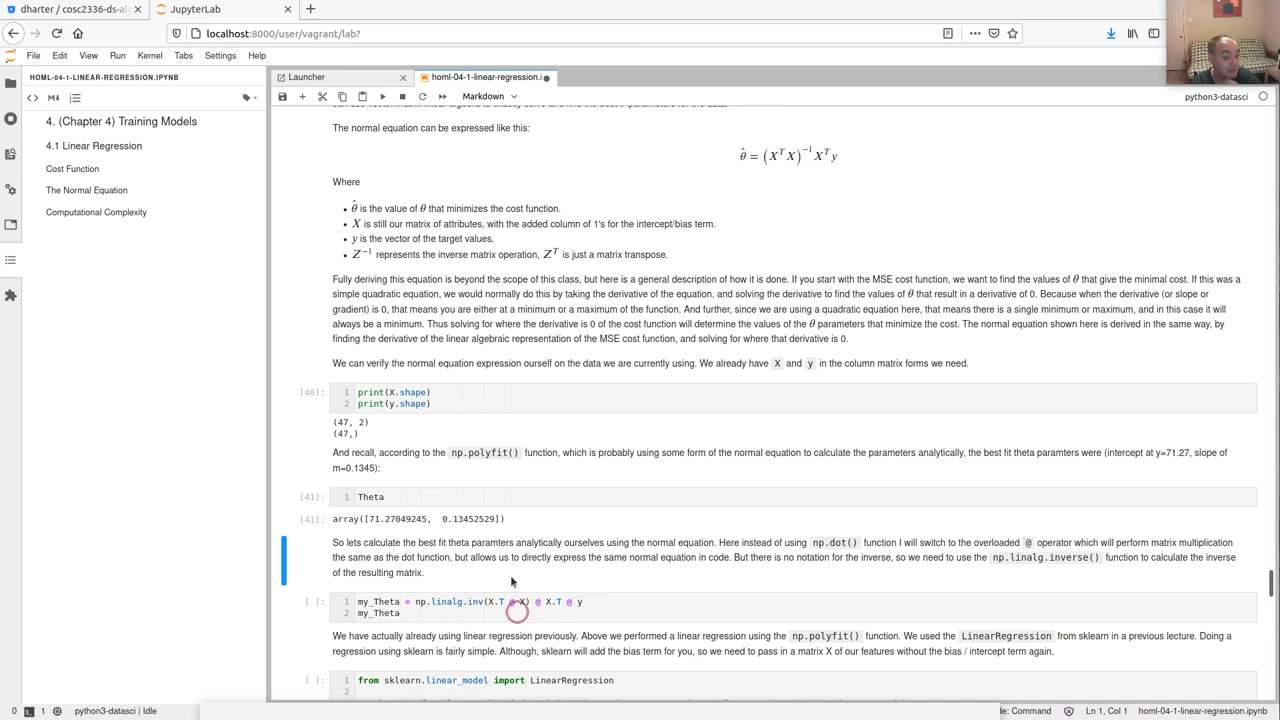 dharter / cosc2336-ds-al
JupyterLab
localhost:8000/user/vagrant/lab?
File Edit View Run Kernel Tabs Settings Help
HOML-04-1-LINEAR-REGRESSION.IPYNB
Launcher
homl-04-1-linear-regression.i
Markdown
python3-datasci
4. (Chapter 4) Training Models
4.1 Linear Regression
Cost Function
The Normal Equation
Computational Complexity
The normal equation can be expressed like this:
θ̂ = (XᵀX)⁻¹ Xᵀy
Where
• θ̂ is the value of θ that minimizes the cost function.
• X is still our matrix of attributes, with the added column of 1's for the intercept/bias term.
• y is the vector of the target values.
• Z⁻¹ represents the inverse matrix operation, Zᵀ is just a matrix transpose.
Fully deriving this equation is beyond the scope of this class, but here is a general description of how it is done. If you start with the MSE cost function, we want to find the values of θ that give the minimal cost. If this was a
simple quadratic equation, we would normally do this by taking the derivative of the equation, and solving the derivative to find the values of θ that result in a derivative of 0. Because when the derivative (or slope or
gradient) is 0, that means you are either at a minimum or a maximum of the function. And further, since we are using a quadratic equation here, that means there is a single minimum or maximum, and in this case it will
always be a minimum. Thus solving for where the derivative is 0 of the cost function will determine the values of the θ parameters that minimize the cost. The normal equation shown here is derived in the same way, by
finding the derivative of the linear algebraic representation of the MSE cost function, and solving for where that derivative is 0.
We can verify the normal equation expression ourself on the data we are currently using. We already have X and y in the column matrix forms we need.
[40]: 1 print(X.shape)
2 print(y.shape)
(47, 2)
(47,)
And recall, according to the np.polyfit() function, which is probably using some form of the normal equation to calculate the parameters analytically, the best fit theta paramters were (intercept at y=71.27, slope of
m=0.1345):
[41]: 1 Theta
[41]: array([71.27049245, 0.13452529])
So lets calculate the best fit theta paramters analytically ourselves using the normal equation. Here instead of using np.dot() function I will switch to the overloaded @ operator which will perform matrix multiplication
the same as the dot function, but allows us to directly express the same normal equation in code. But there is no notation for the inverse, so we need to use the np.linalg.inverse() function to calculate the inverse
of the resulting matrix.
[ ]: 1 my_Theta = np.linalg.inv(X.T @ X) @ X.T @ y
2 my_Theta
We have actually already using linear regression previously. Above we performed a linear regression using the np.polyfit() function. We used the LinearRegression from sklearn in a previous lecture. Doing a
regression using sklearn is fairly simple. Although, sklearn will add the bias term for you, so we need to pass in a matrix X of our features without the bias / intercept term again.
[ ]: 1 from sklearn.linear_model import LinearRegression
2
0 1 python3-datasci | Idle
de: Command
Ln 1, Col 1
homl-04-1-linear-regression.ipynb